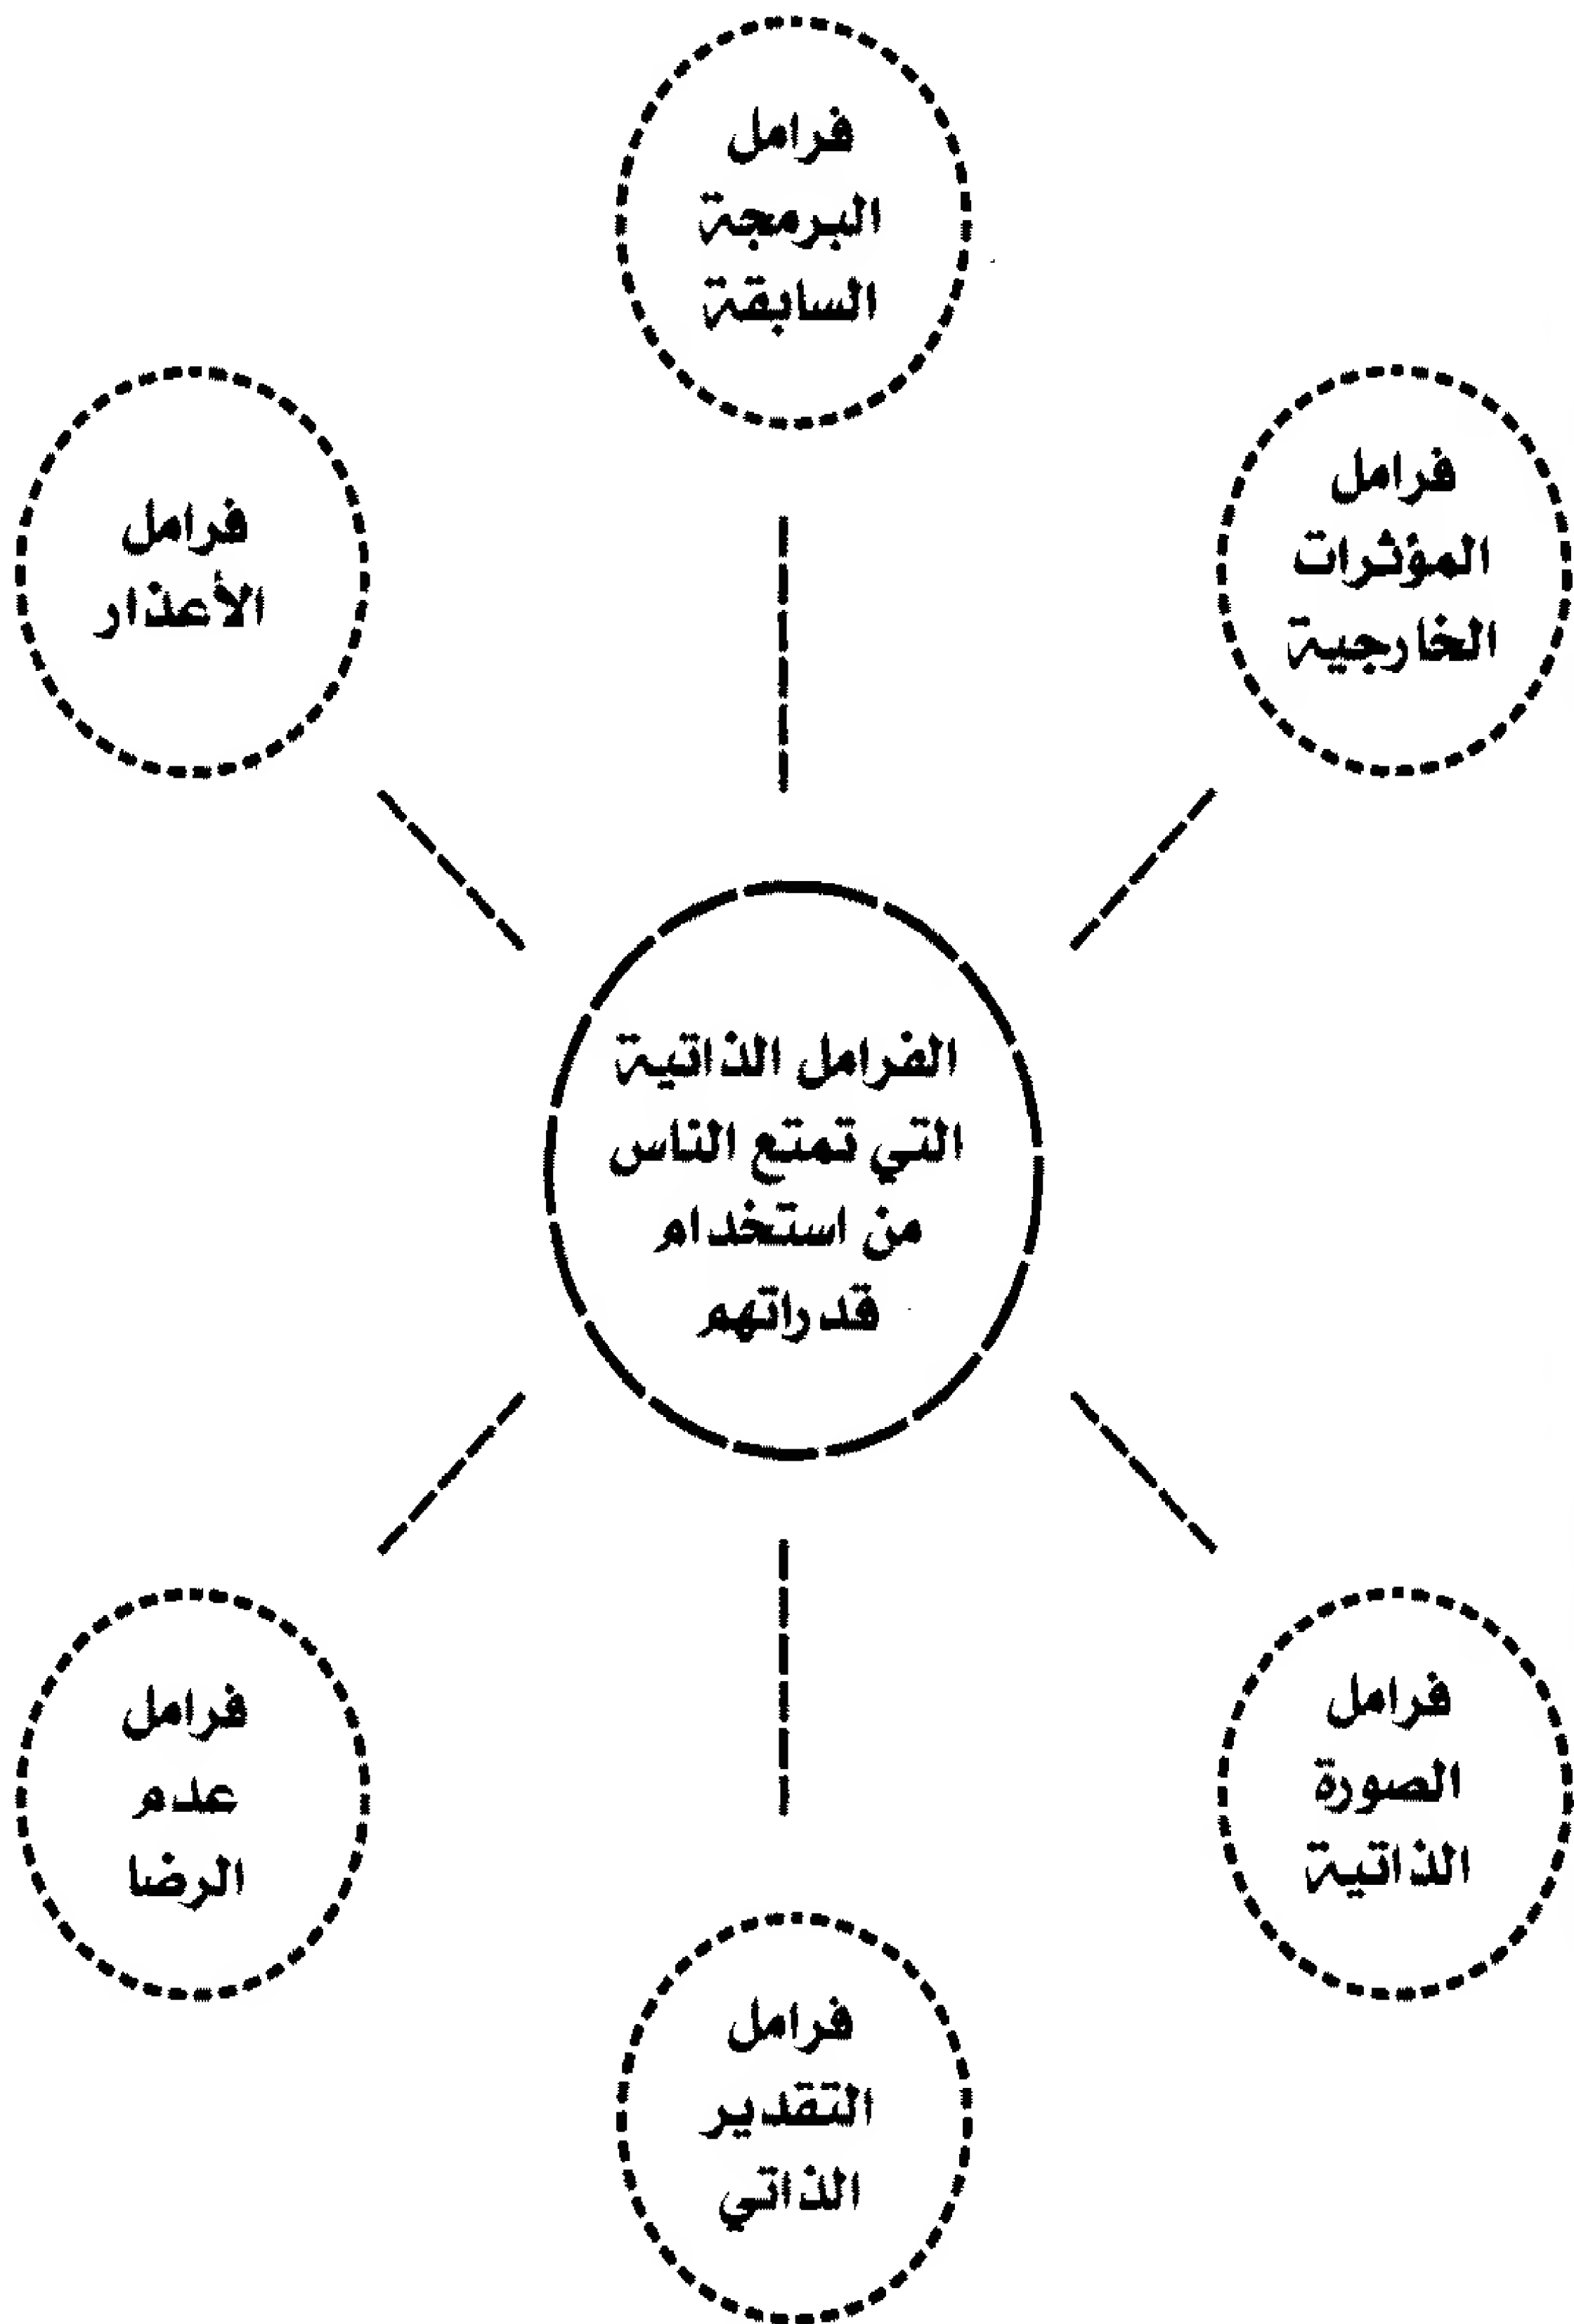 فرامل
البرمجة
السابقة
فرامل
المؤثرات
الخارجية
فرامل
الأعذار
الفرامل الذاتية
التي تمتع الناس
من استخدام
قدراتهم
فرامل
الصورة
الذاتية
فرامل
عدم
الرضا
فرامل
التقدير
الذاتي